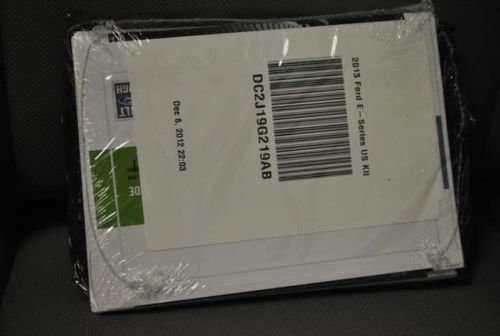 2013 Ford E-Series US Kit
DC2J19G219AB
Dec 6, 2012 22:03